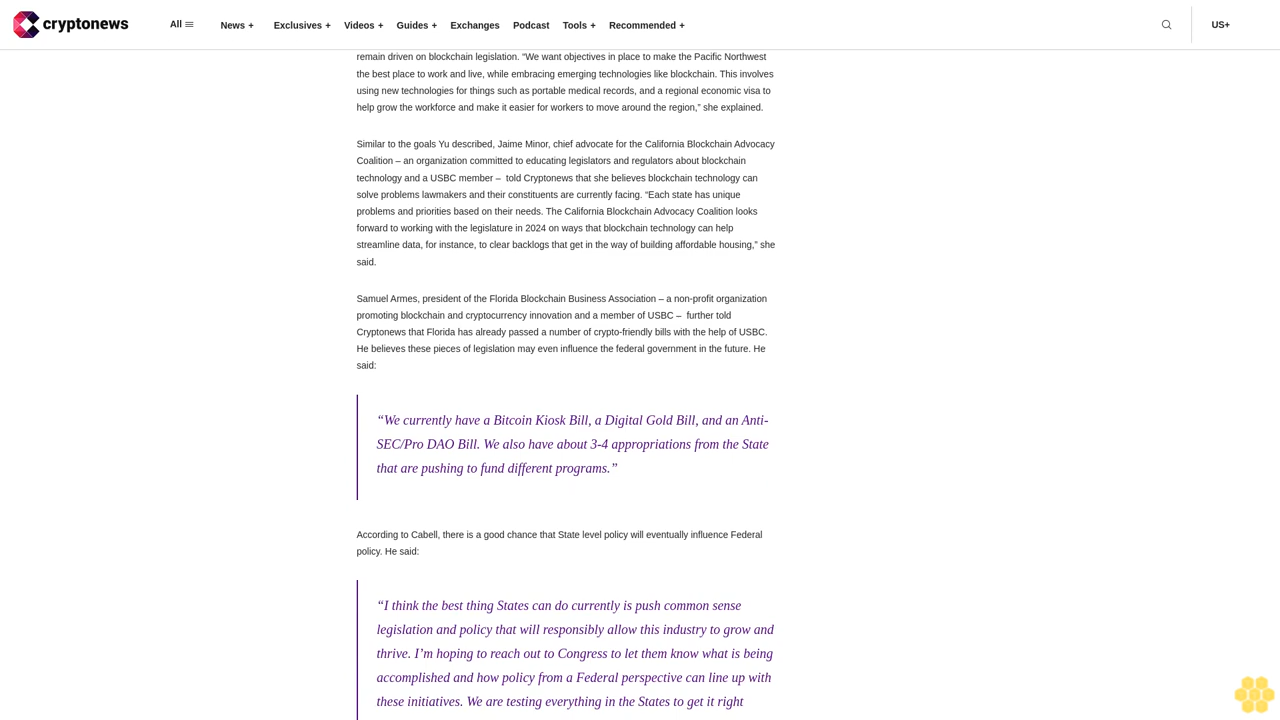 cryptonews
All
News +
Exclusives +
Videos +
Guides +
Exchanges
Podcast
Tools +
Recommended +
US+
remain driven on blockchain legislation. “We want objectives in place to make the Pacific Northwest
the best place to work and live, while embracing emerging technologies like blockchain. This involves
using new technologies for things such as portable medical records, and a regional economic visa to
help grow the workforce and make it easier for workers to move around the region,” she explained.
Similar to the goals Yu described, Jaime Minor, chief advocate for the California Blockchain Advocacy
Coalition – an organization committed to educating legislators and regulators about blockchain
technology and a USBC member –  told Cryptonews that she believes blockchain technology can
solve problems lawmakers and their constituents are currently facing. “Each state has unique
problems and priorities based on their needs. The California Blockchain Advocacy Coalition looks
forward to working with the legislature in 2024 on ways that blockchain technology can help
streamline data, for instance, to clear backlogs that get in the way of building affordable housing,” she
said.
Samuel Armes, president of the Florida Blockchain Business Association – a non-profit organization
promoting blockchain and cryptocurrency innovation and a member of USBC –  further told
Cryptonews that Florida has already passed a number of crypto-friendly bills with the help of USBC.
He believes these pieces of legislation may even influence the federal government in the future. He
said:
“We currently have a Bitcoin Kiosk Bill, a Digital Gold Bill, and an Anti-
SEC/Pro DAO Bill. We also have about 3-4 appropriations from the State
that are pushing to fund different programs.”
According to Cabell, there is a good chance that State level policy will eventually influence Federal
policy. He said:
“I think the best thing States can do currently is push common sense
legislation and policy that will responsibly allow this industry to grow and
thrive. I’m hoping to reach out to Congress to let them know what is being
accomplished and how policy from a Federal perspective can line up with
these initiatives. We are testing everything in the States to get it right